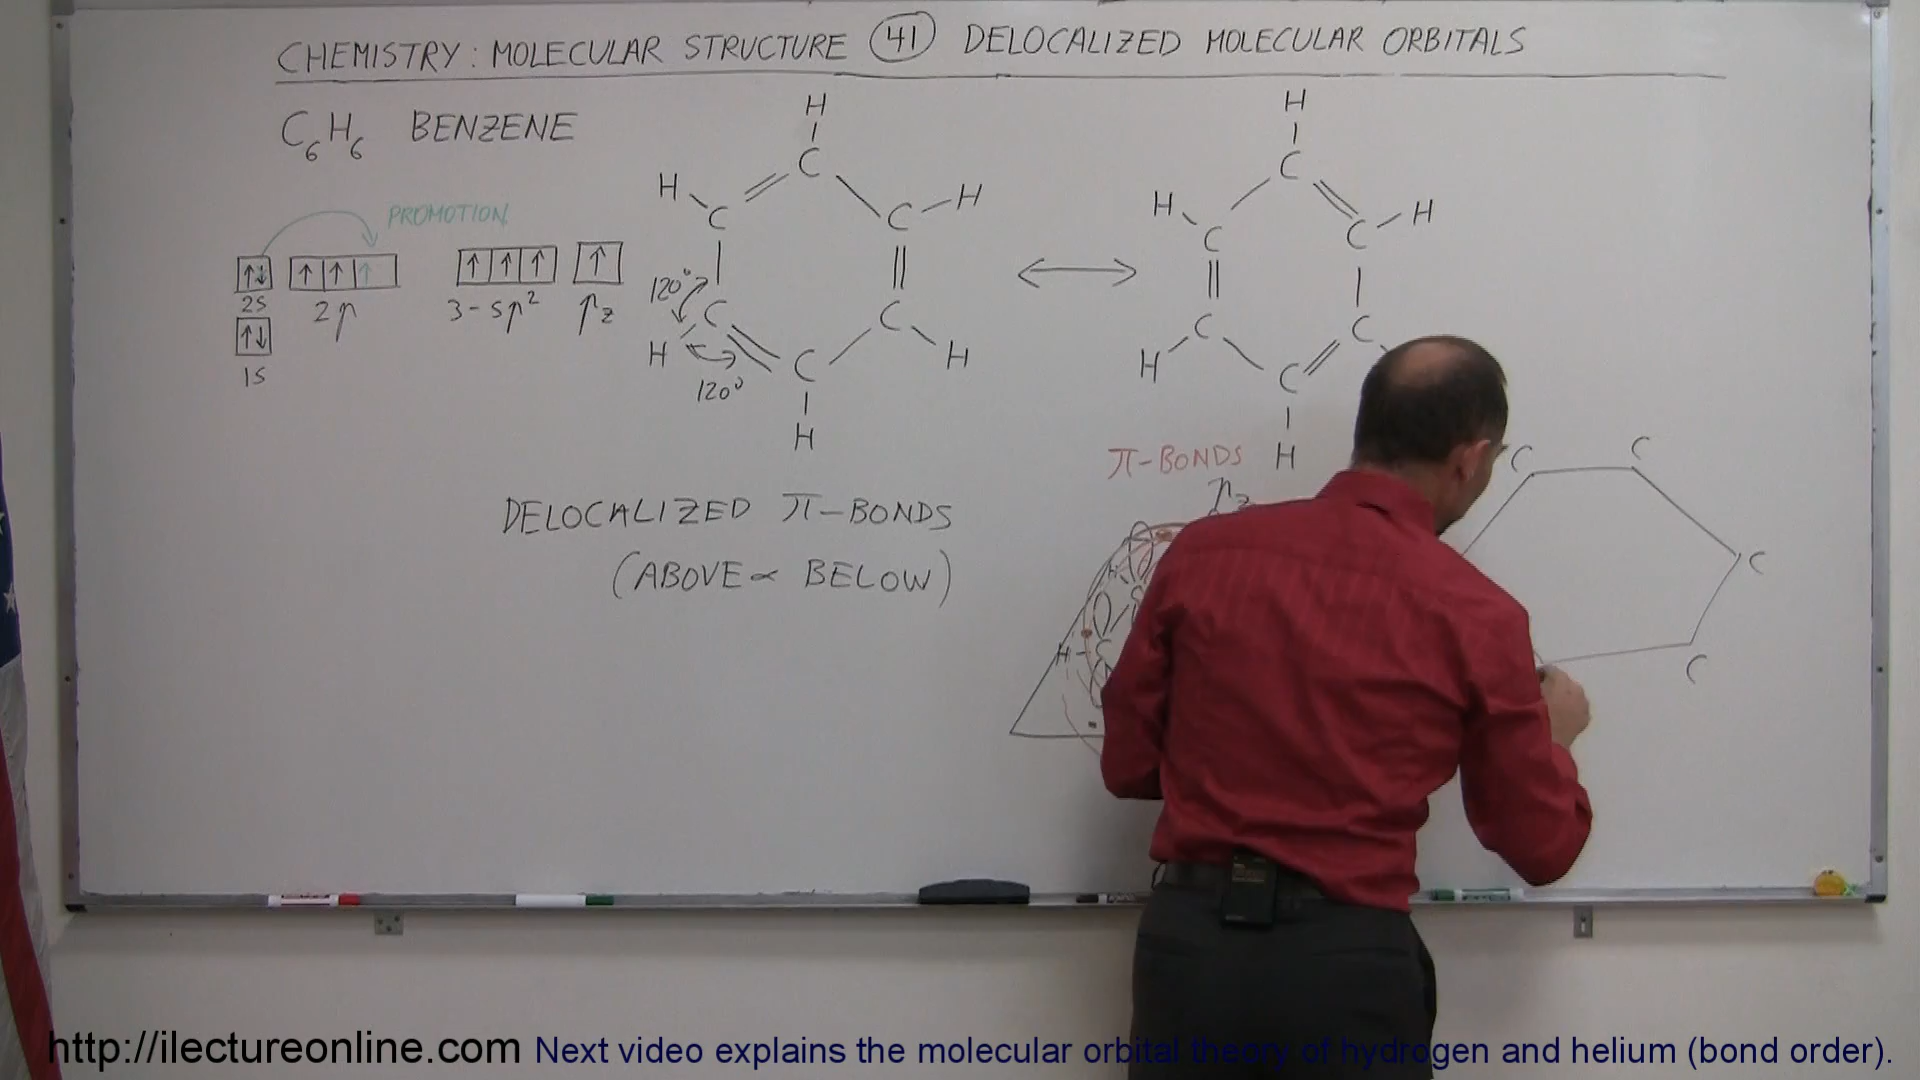 CHEMISTRY: MOLECULAR STRUCTURE 41 DELOCALIZED MOLECULAR ORBITALS
C6H6 BENZENE
PROMOTION
2S
2p
3-sp²
pz
1S
H
C
H
C
C
H
C
C
H
C
H
H
120°
120°
H
C
H
C
C
H
C
C
H
C
H
DELOCALIZED π-BONDS
(ABOVE & BELOW)
π-BONDS
pz
H
C
C
C
C
C
http://ilectureonline.com Next video explains the molecular orbital theory of hydrogen and helium (bond order).